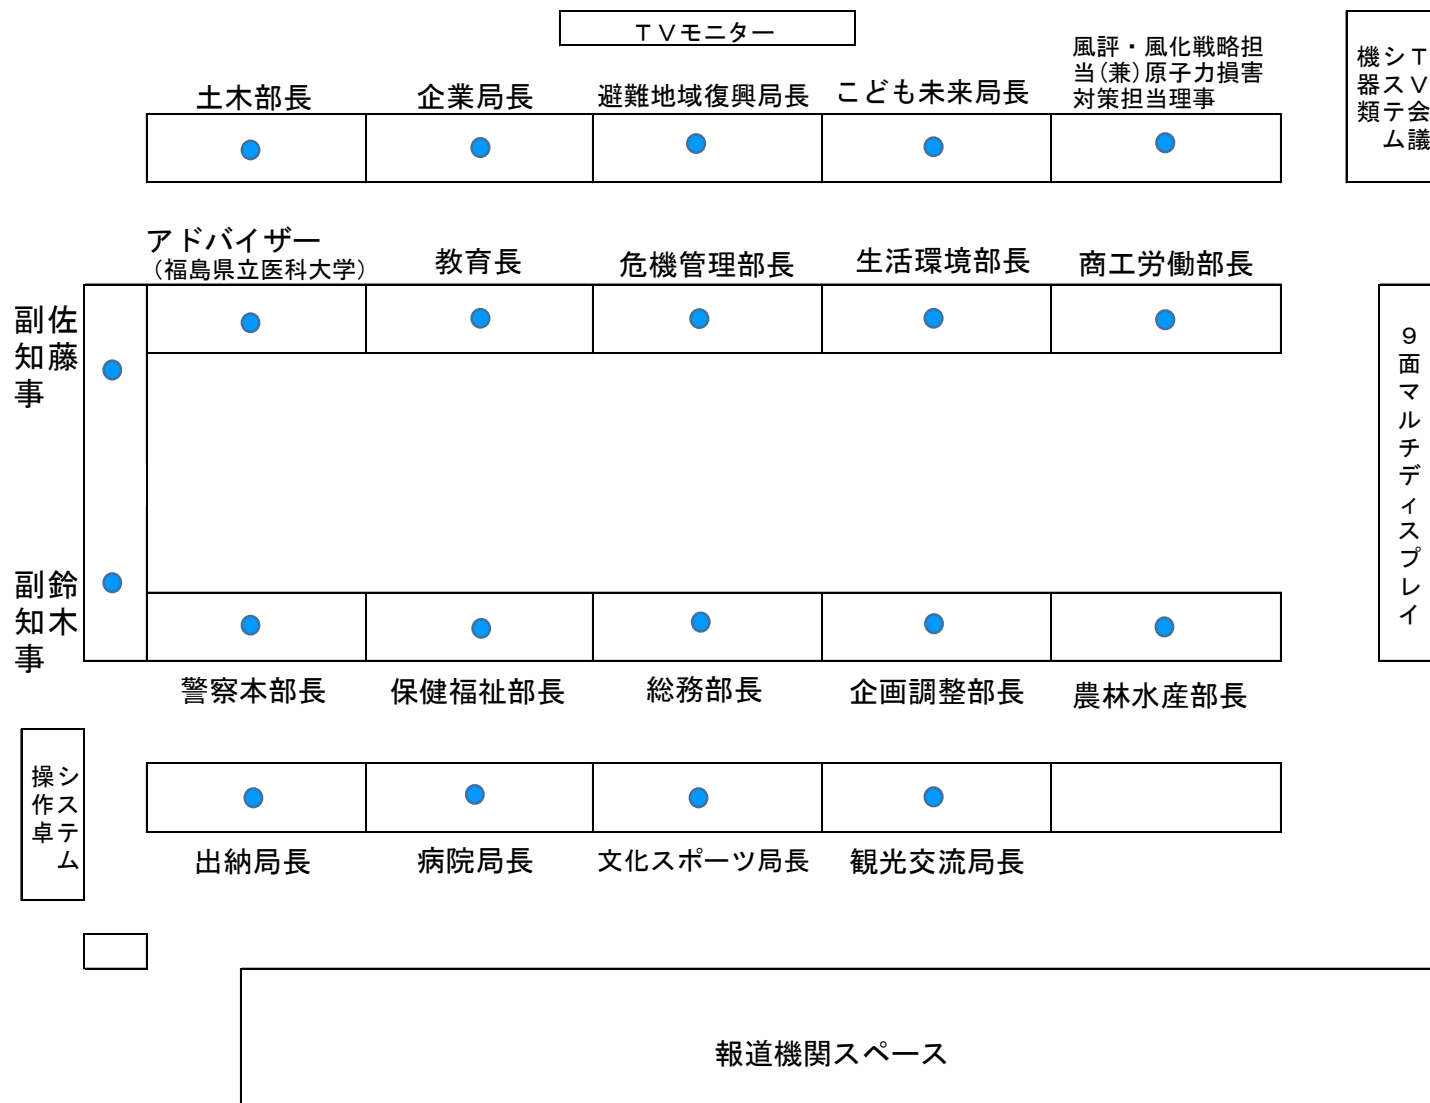 ＴＶモニター
風評・風化戦略担
当(兼)原子力損害
対策担当理事
ＴＶ会議
システム
機器類
土木部長
企業局長
避難地域復興局長
こども未来局長
アドバイザー
（福島県立医科大学）
教育長
危機管理部長
生活環境部長
商工労働部長
佐藤
副知事
９面マルチディスプレイ
鈴木
副知事
警察本部長
保健福祉部長
総務部長
企画調整部長
農林水産部長
システム
操作卓
出納局長
病院局長
文化スポーツ局長
観光交流局長
報道機関スペース